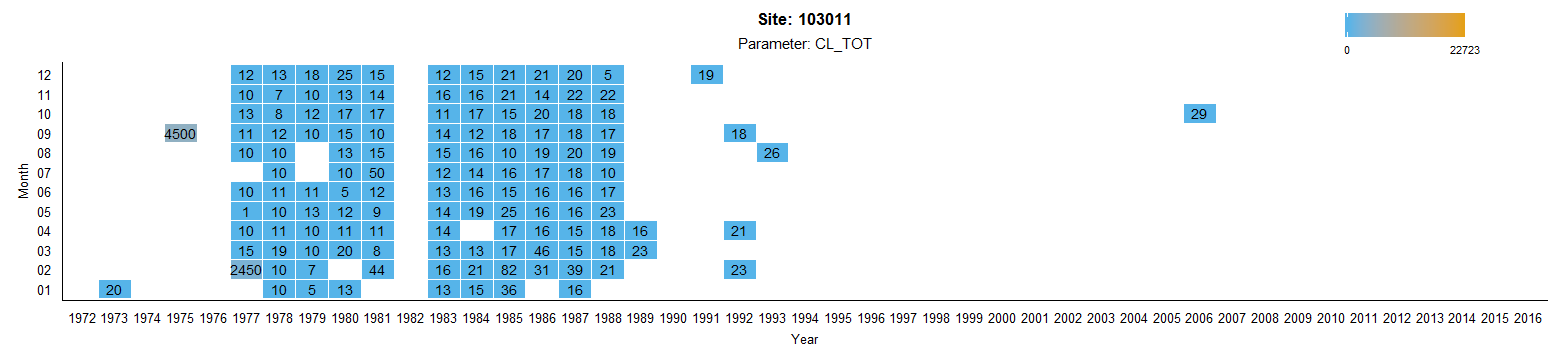 Site: 103011
Parameter: CL_TOT
0 22723
12 12 13 18 25 15 12 15 21 21 20 5 19
11 10 7 10 13 14 16 16 21 14 22 22
10 13 8 12 17 17 11 17 15 20 18 18 29
09 4500 11 12 10 15 10 14 12 18 17 18 17 18
08 10 10 13 15 15 16 10 19 20 19 26
07 10 10 50 12 14 16 17 18 10
Month
06 10 11 11 5 12 13 16 15 16 16 17
05 1 10 13 12 9 14 19 25 16 16 23
04 10 11 10 11 11 14 17 16 15 18 16 21
03 15 19 10 20 8 13 13 17 46 15 18 23
02 2450 10 7 44 16 21 82 31 39 21 23
01 20 10 5 13 13 15 36 16
1972 1973 1974 1975 1976 1977 1978 1979 1980 1981 1982 1983 1984 1985 1986 1987 1988 1989 1990 1991 1992 1993 1994 1995 1996 1997 1998 1999 2000 2001 2002 2003 2004 2005 2006 2007 2008 2009 2010 2011 2012 2013 2014 2015 2016
Year